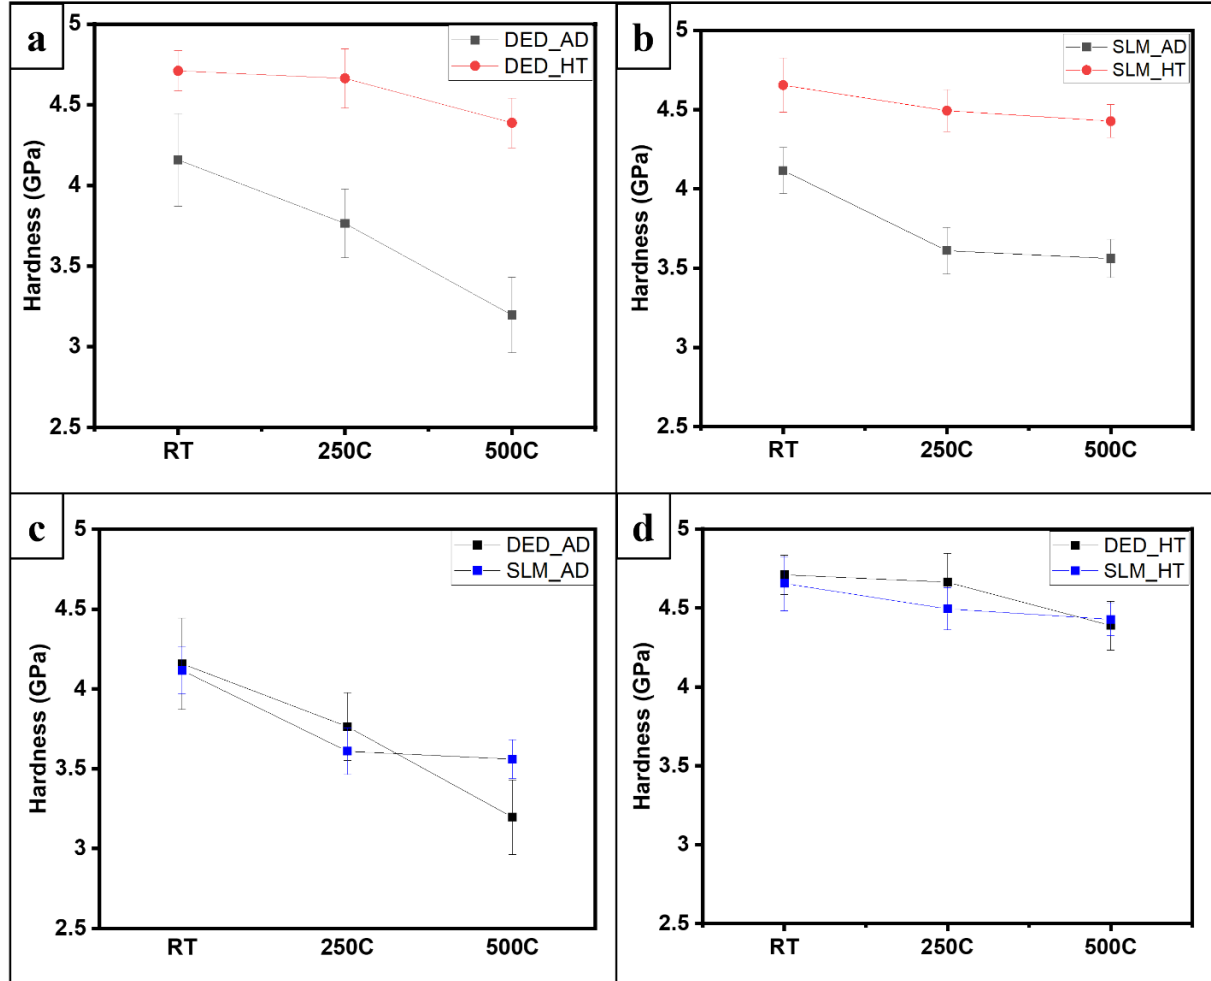 a
5
4.5
4
3.5
3
2.5
Hardness (GPa)
RT
250C
500C
DED_AD
DED_HT
b
5
4.5
4
3.5
3
2.5
Hardness (GPa)
RT
250C
500C
SLM_AD
SLM_HT
c
5
4.5
4
3.5
3
2.5
Hardness (GPa)
RT
250C
500C
DED_AD
SLM_AD
d
5
4.5
4
3.5
3
2.5
Hardness (GPa)
RT
250C
500C
DED_HT
SLM_HT